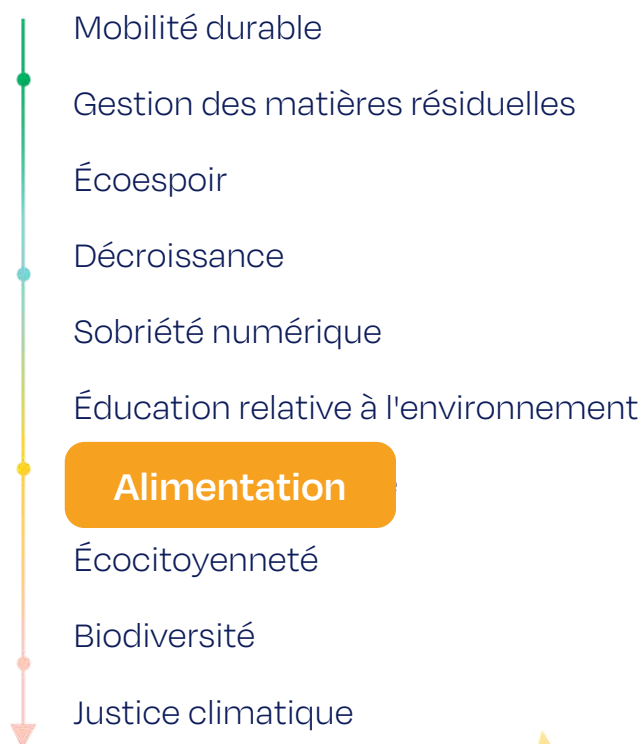 Mobilité durable
Gestion des matières résiduelles
Écoespoir
Décroissance
Sobriété numérique
Éducation relative à l'environnement
Alimentation
Écocitoyenneté
Biodiversité
Justice climatique